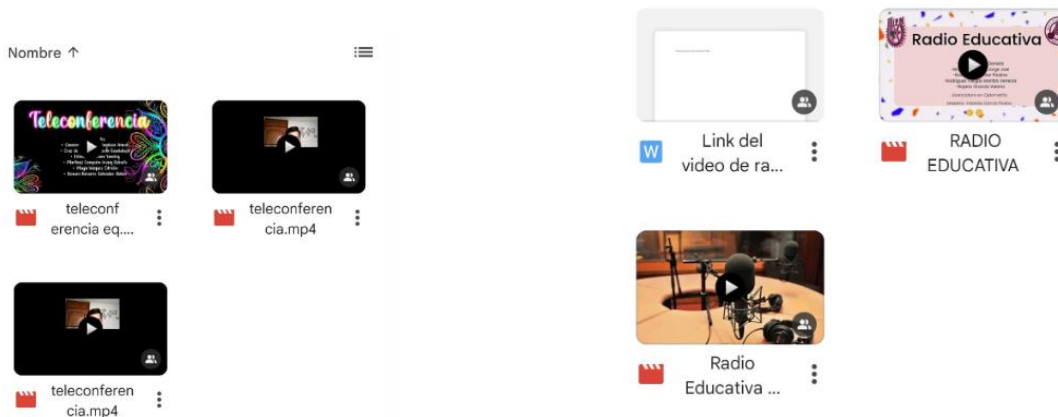 Nombre ↑
Teleconferencia
teleconf
erencia eq....
teleconferen
cia.mp4
teleconferen
cia.mp4
W
Link del
video de ra...
Radio Educativa
RADIO
EDUCATIVA
Radio
Educativa ...